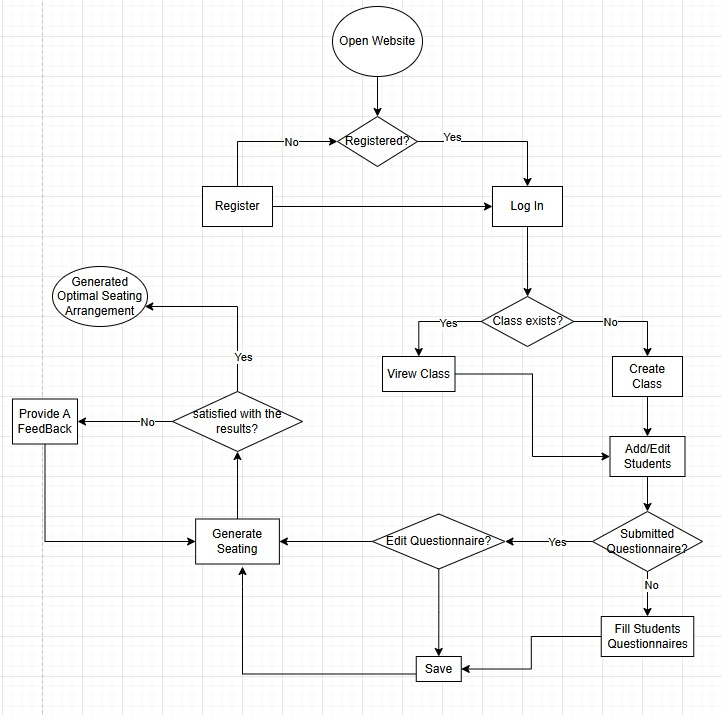 Open Website
Registered?
No
Yes
Register
Log In
Generated
Optimal Seating
Arrangement
Class exists?
Yes
No
Virew Class
Create
Class
Yes
satisfied with the
results?
No
Provide A
FeedBack
Add/Edit
Students
Generate
Seating
Edit Questionnaire?
Yes
Submitted
Questionnaire?
No
Fill Students
Questionnaires
Save